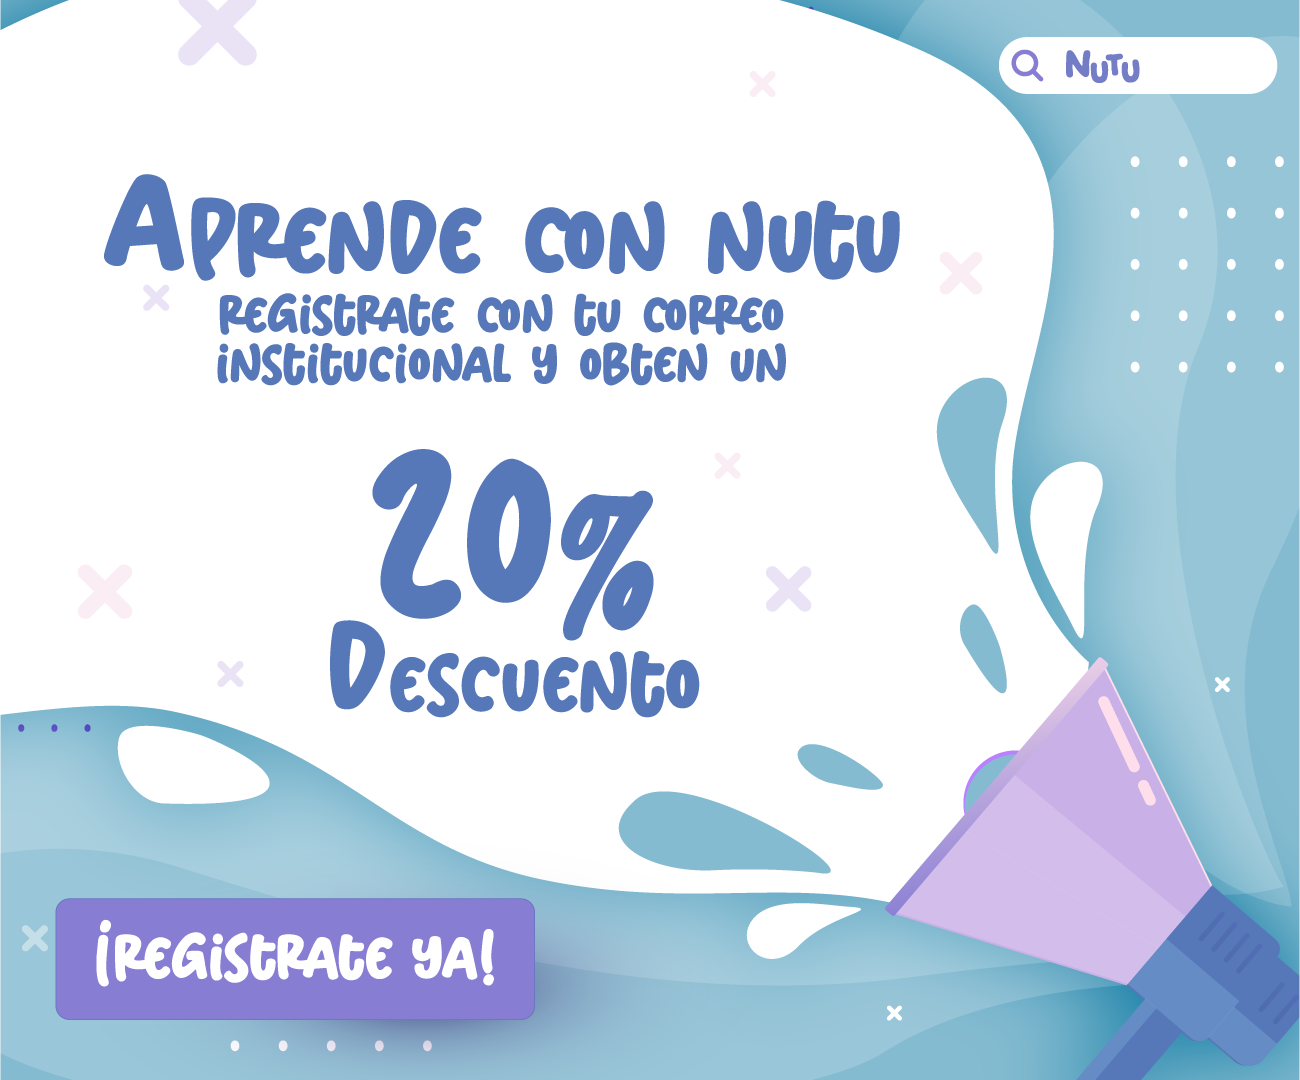 Nutu
Aprende con nutu
registrate con tu correo
institucional y obten un
20%
Descuento
¡registrate ya!